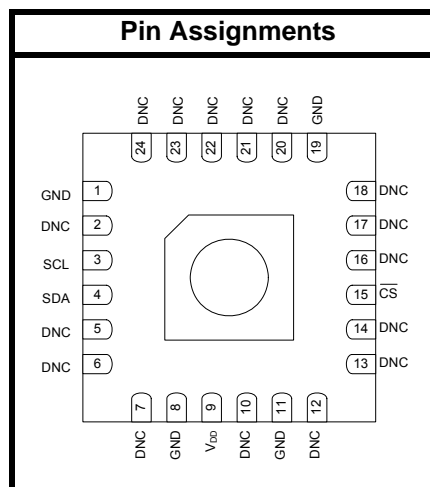 Pin Assignments
DNC DNC DNC DNC DNC GND
24 23 22 21 20 19
GND 1 18 DNC
DNC 2 17 DNC
SCL 3 16 DNC
SDA 4 15 CS
DNC 5 14 DNC
DNC 6 13 DNC
7 8 9 10 11 12
DNC GND VDD DNC GND DNC